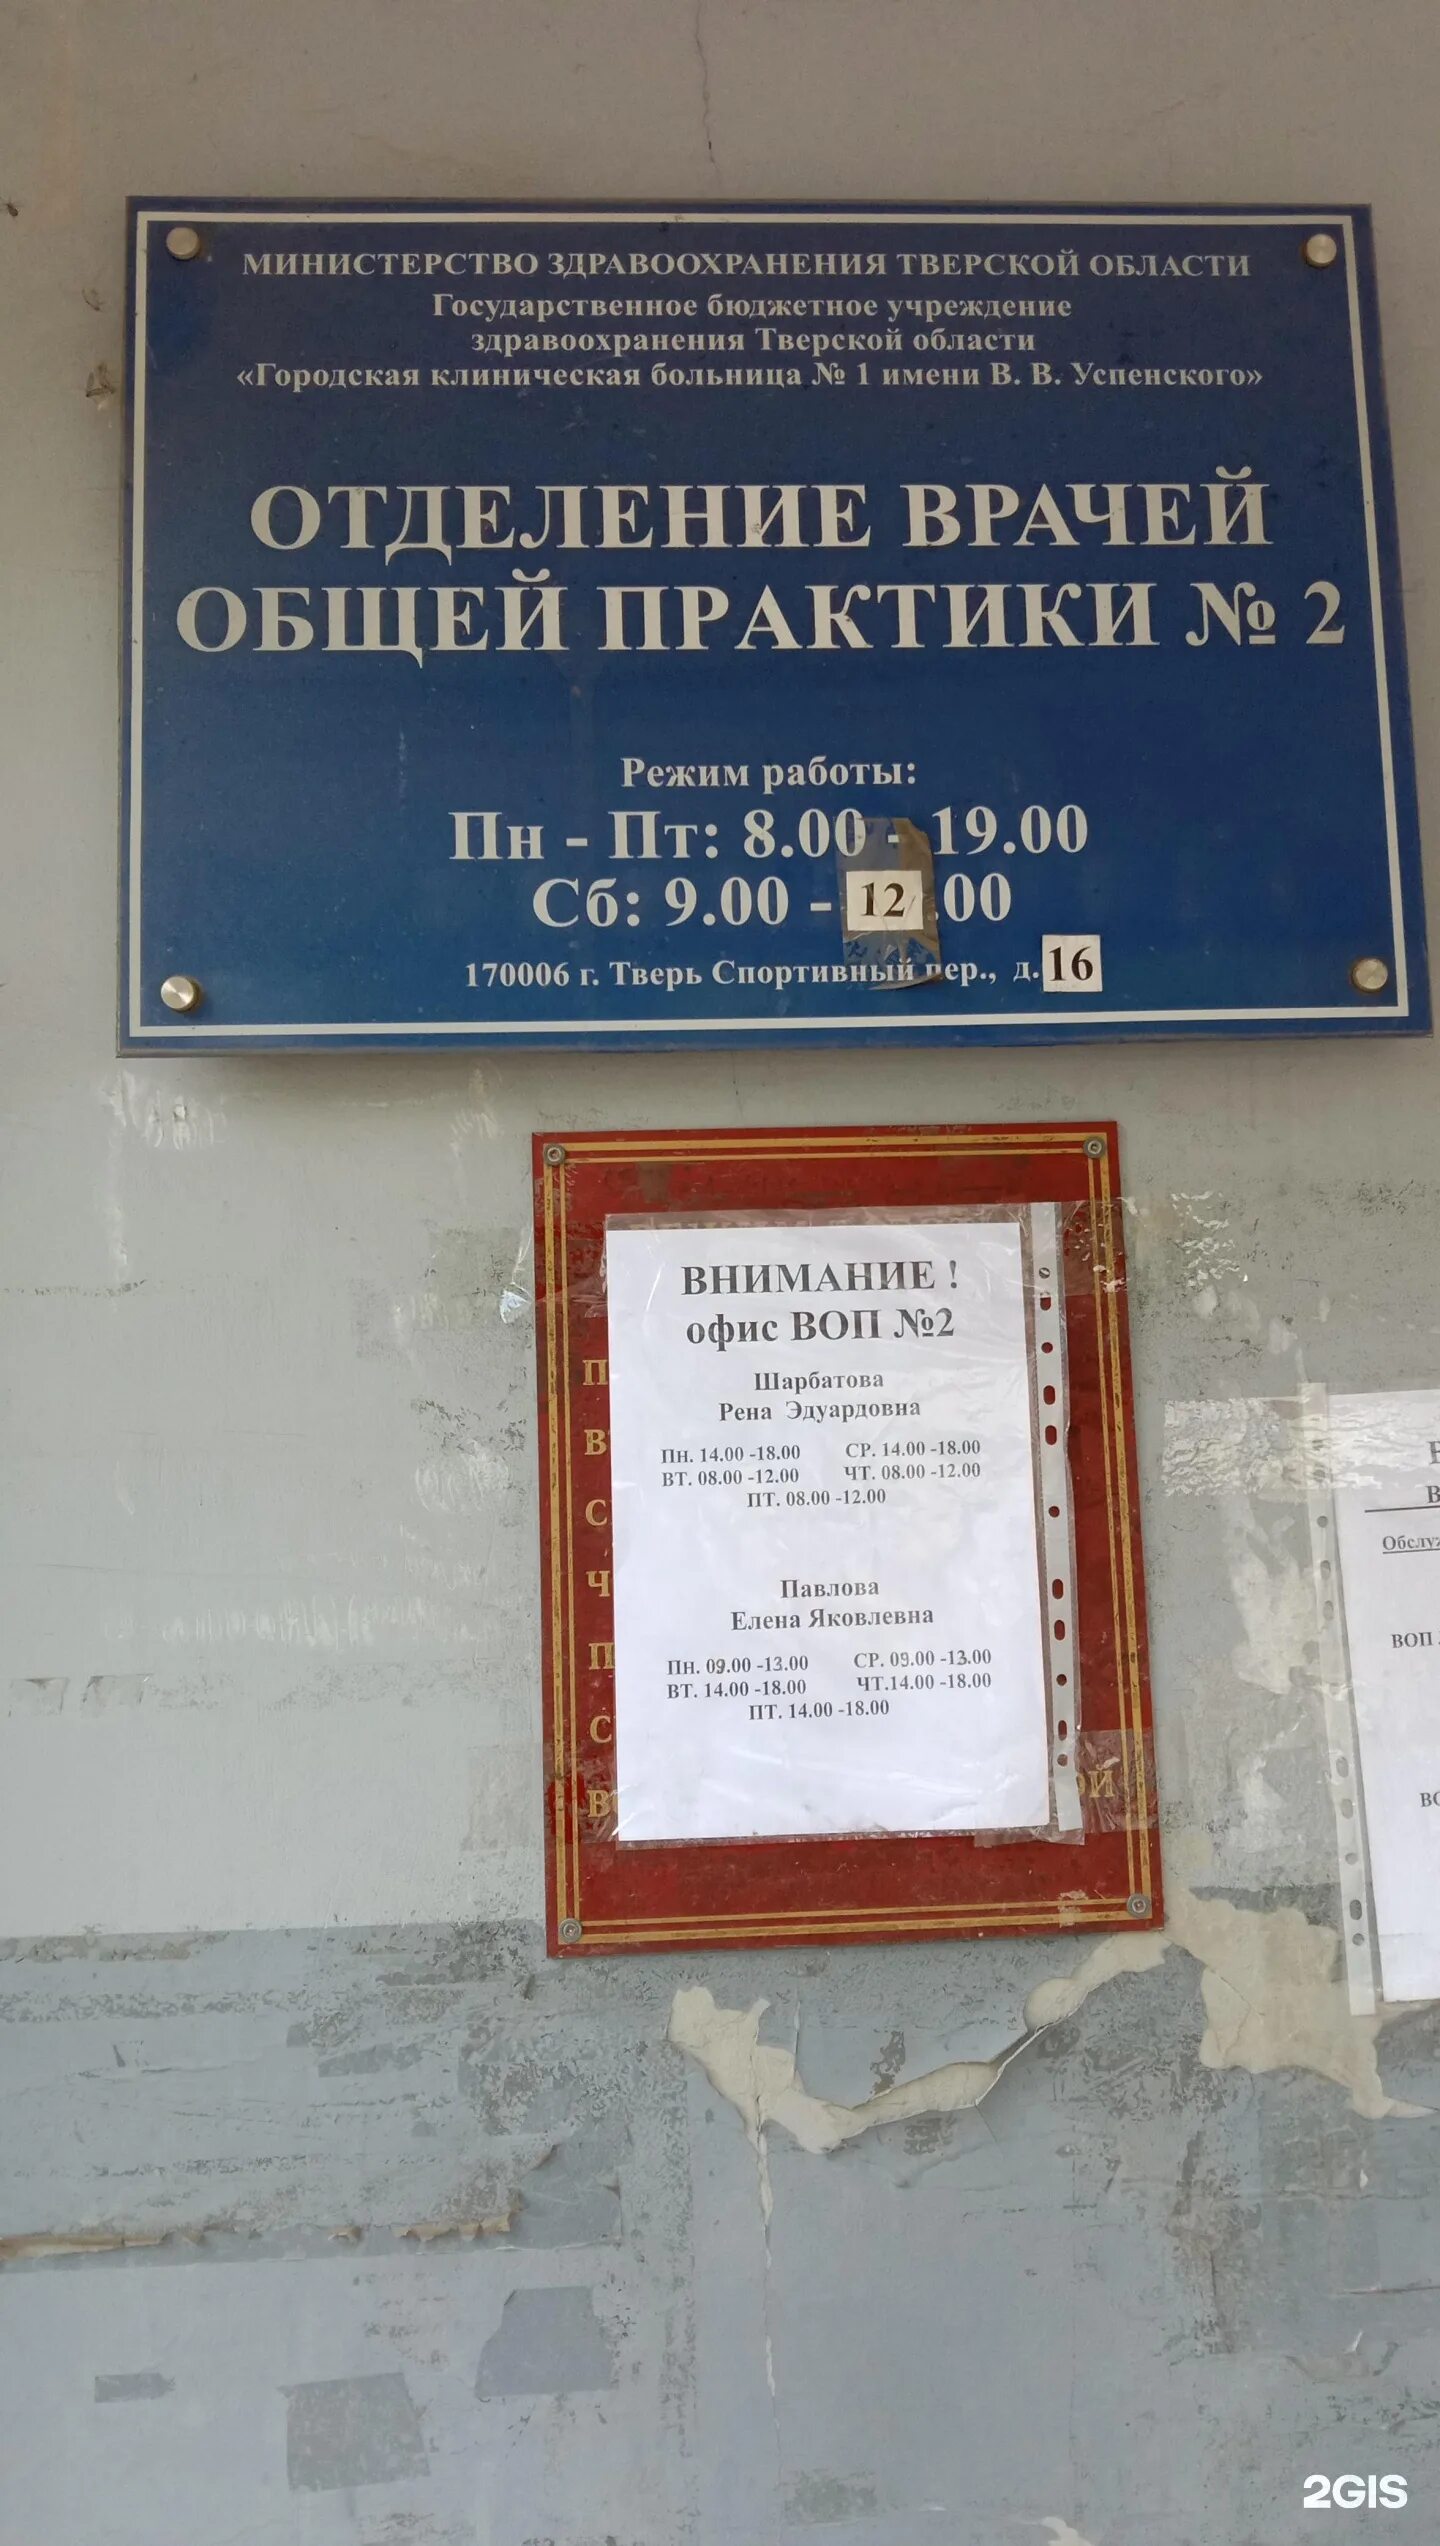 МИНИСТЕРСТВО ЗДРАВООХРАНЕНИЯ ТВЕРСКОЙ ОБЛАСТИ
Государственное бюджетное учреждение
здравоохранения Тверской области
«Городская клиническая больница № 1 имени В. В. Успенского»
ОТДЕЛЕНИЕ ВРАЧЕЙ
ОБЩЕЙ ПРАКТИКИ № 2
Режим работы:
Пн - Пт: 8.00 - 19.00
Сб: 9.00 - 12.00
170006 г. Тверь Спортивный пер., д. 16
ВНИМАНИЕ !
офис ВОП №2
Шарбатова
Рена Эдуардовна
ПН. 14.00 -18.00 СР. 14.00 -18.00
ВТ. 08.00 -12.00 ЧТ. 08.00 -12.00
ПТ. 08.00 -12.00
Павлова
Елена Яковлевна
ПН. 09.00 -13.00 СР. 09.00 -13.00
ВТ. 14.00 -18.00 ЧТ.14.00 -18.00
ПТ. 14.00 -18.00
ВОП
2GIS